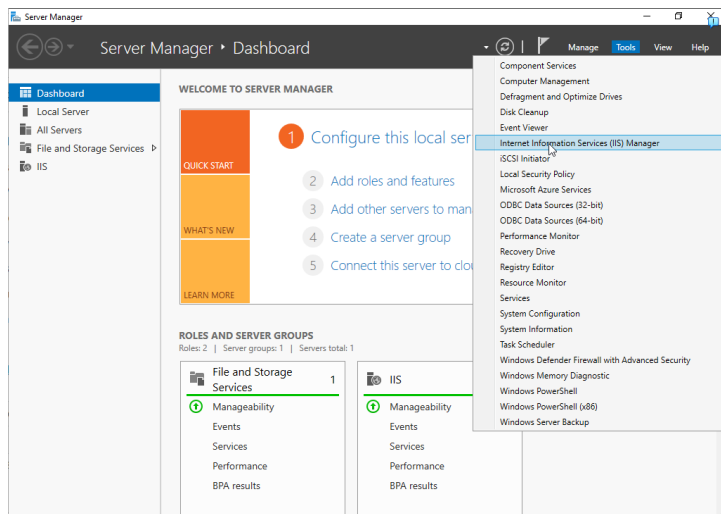 Server Manager
Server Manager • Dashboard
Manage
Tools
View
Help
Dashboard
Local Server
All Servers
File and Storage Services
IIS
WELCOME TO SERVER MANAGER
QUICK START
WHAT'S NEW
LEARN MORE
1 Configure this local ser
2 Add roles and features
3 Add other servers to man
4 Create a server group
5 Connect this server to clo
ROLES AND SERVER GROUPS
Roles: 2 | Server groups: 1 | Servers total: 1
File and Storage
Services
1
Manageability
Events
Services
Performance
BPA results
IIS
Manageability
Events
Services
Performance
BPA results
Component Services
Computer Management
Defragment and Optimize Drives
Disk Cleanup
Event Viewer
Internet Information Services (IIS) Manager
iSCSI Initiator
Local Security Policy
Microsoft Azure Services
ODBC Data Sources (32-bit)
ODBC Data Sources (64-bit)
Performance Monitor
Recovery Drive
Registry Editor
Resource Monitor
Services
System Configuration
System Information
Task Scheduler
Windows Defender Firewall with Advanced Security
Windows Memory Diagnostic
Windows PowerShell
Windows PowerShell (x86)
Windows Server Backup